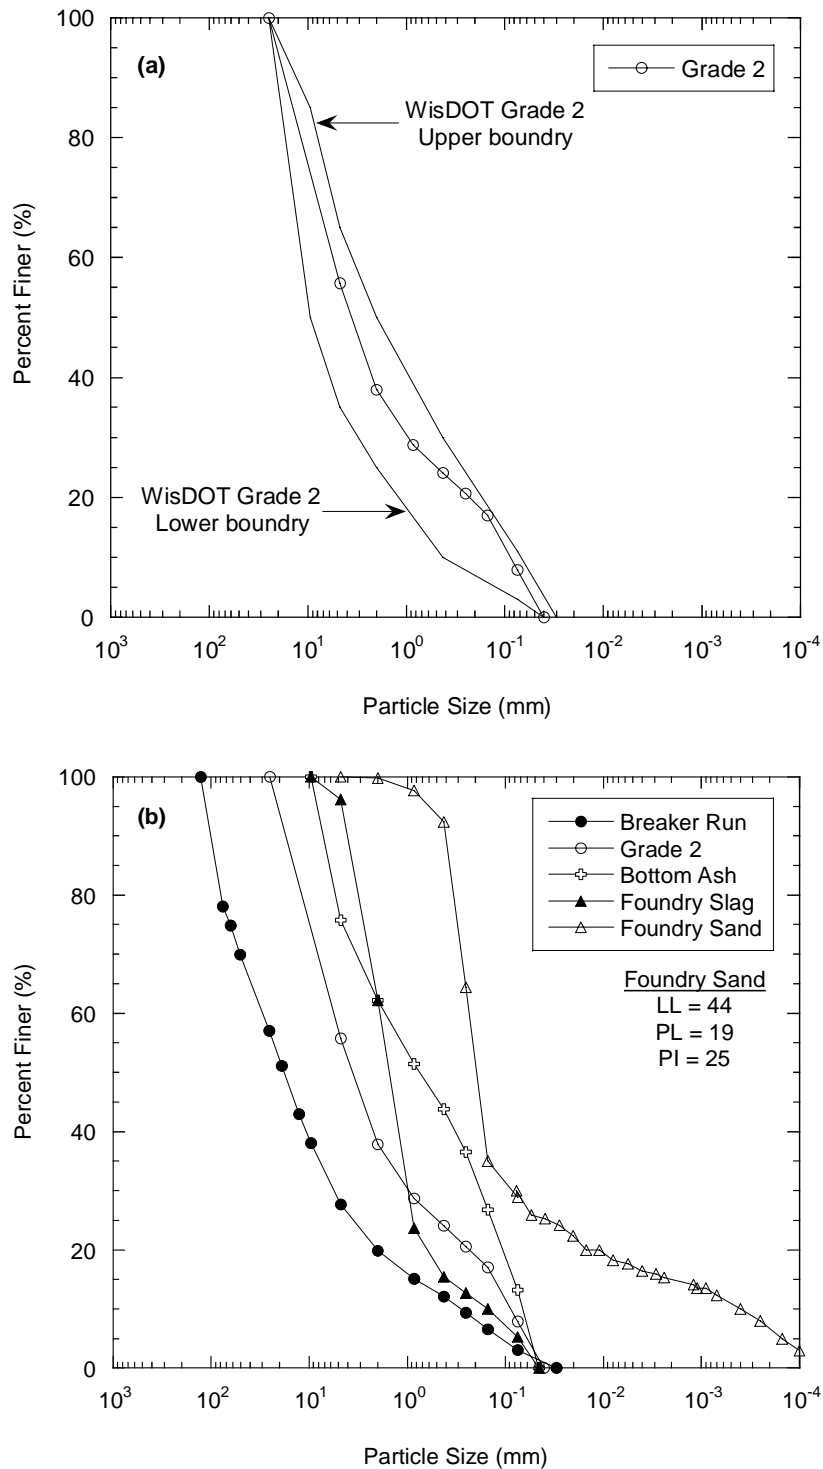 100
80
60
40
20
0
Percent Finer (%)
(a)
Grade 2
WisDOT Grade 2
Upper boundry
WisDOT Grade 2
Lower boundry
10³ 10² 10¹ 10⁰ 10⁻¹ 10⁻² 10⁻³ 10⁻⁴
Particle Size (mm)
100
80
60
40
20
0
Percent Finer (%)
(b)
Breaker Run
Grade 2
Bottom Ash
Foundry Slag
Foundry Sand
Foundry Sand
LL = 44
PL = 19
PI = 25
10³ 10² 10¹ 10⁰ 10⁻¹ 10⁻² 10⁻³ 10⁻⁴
Particle Size (mm)